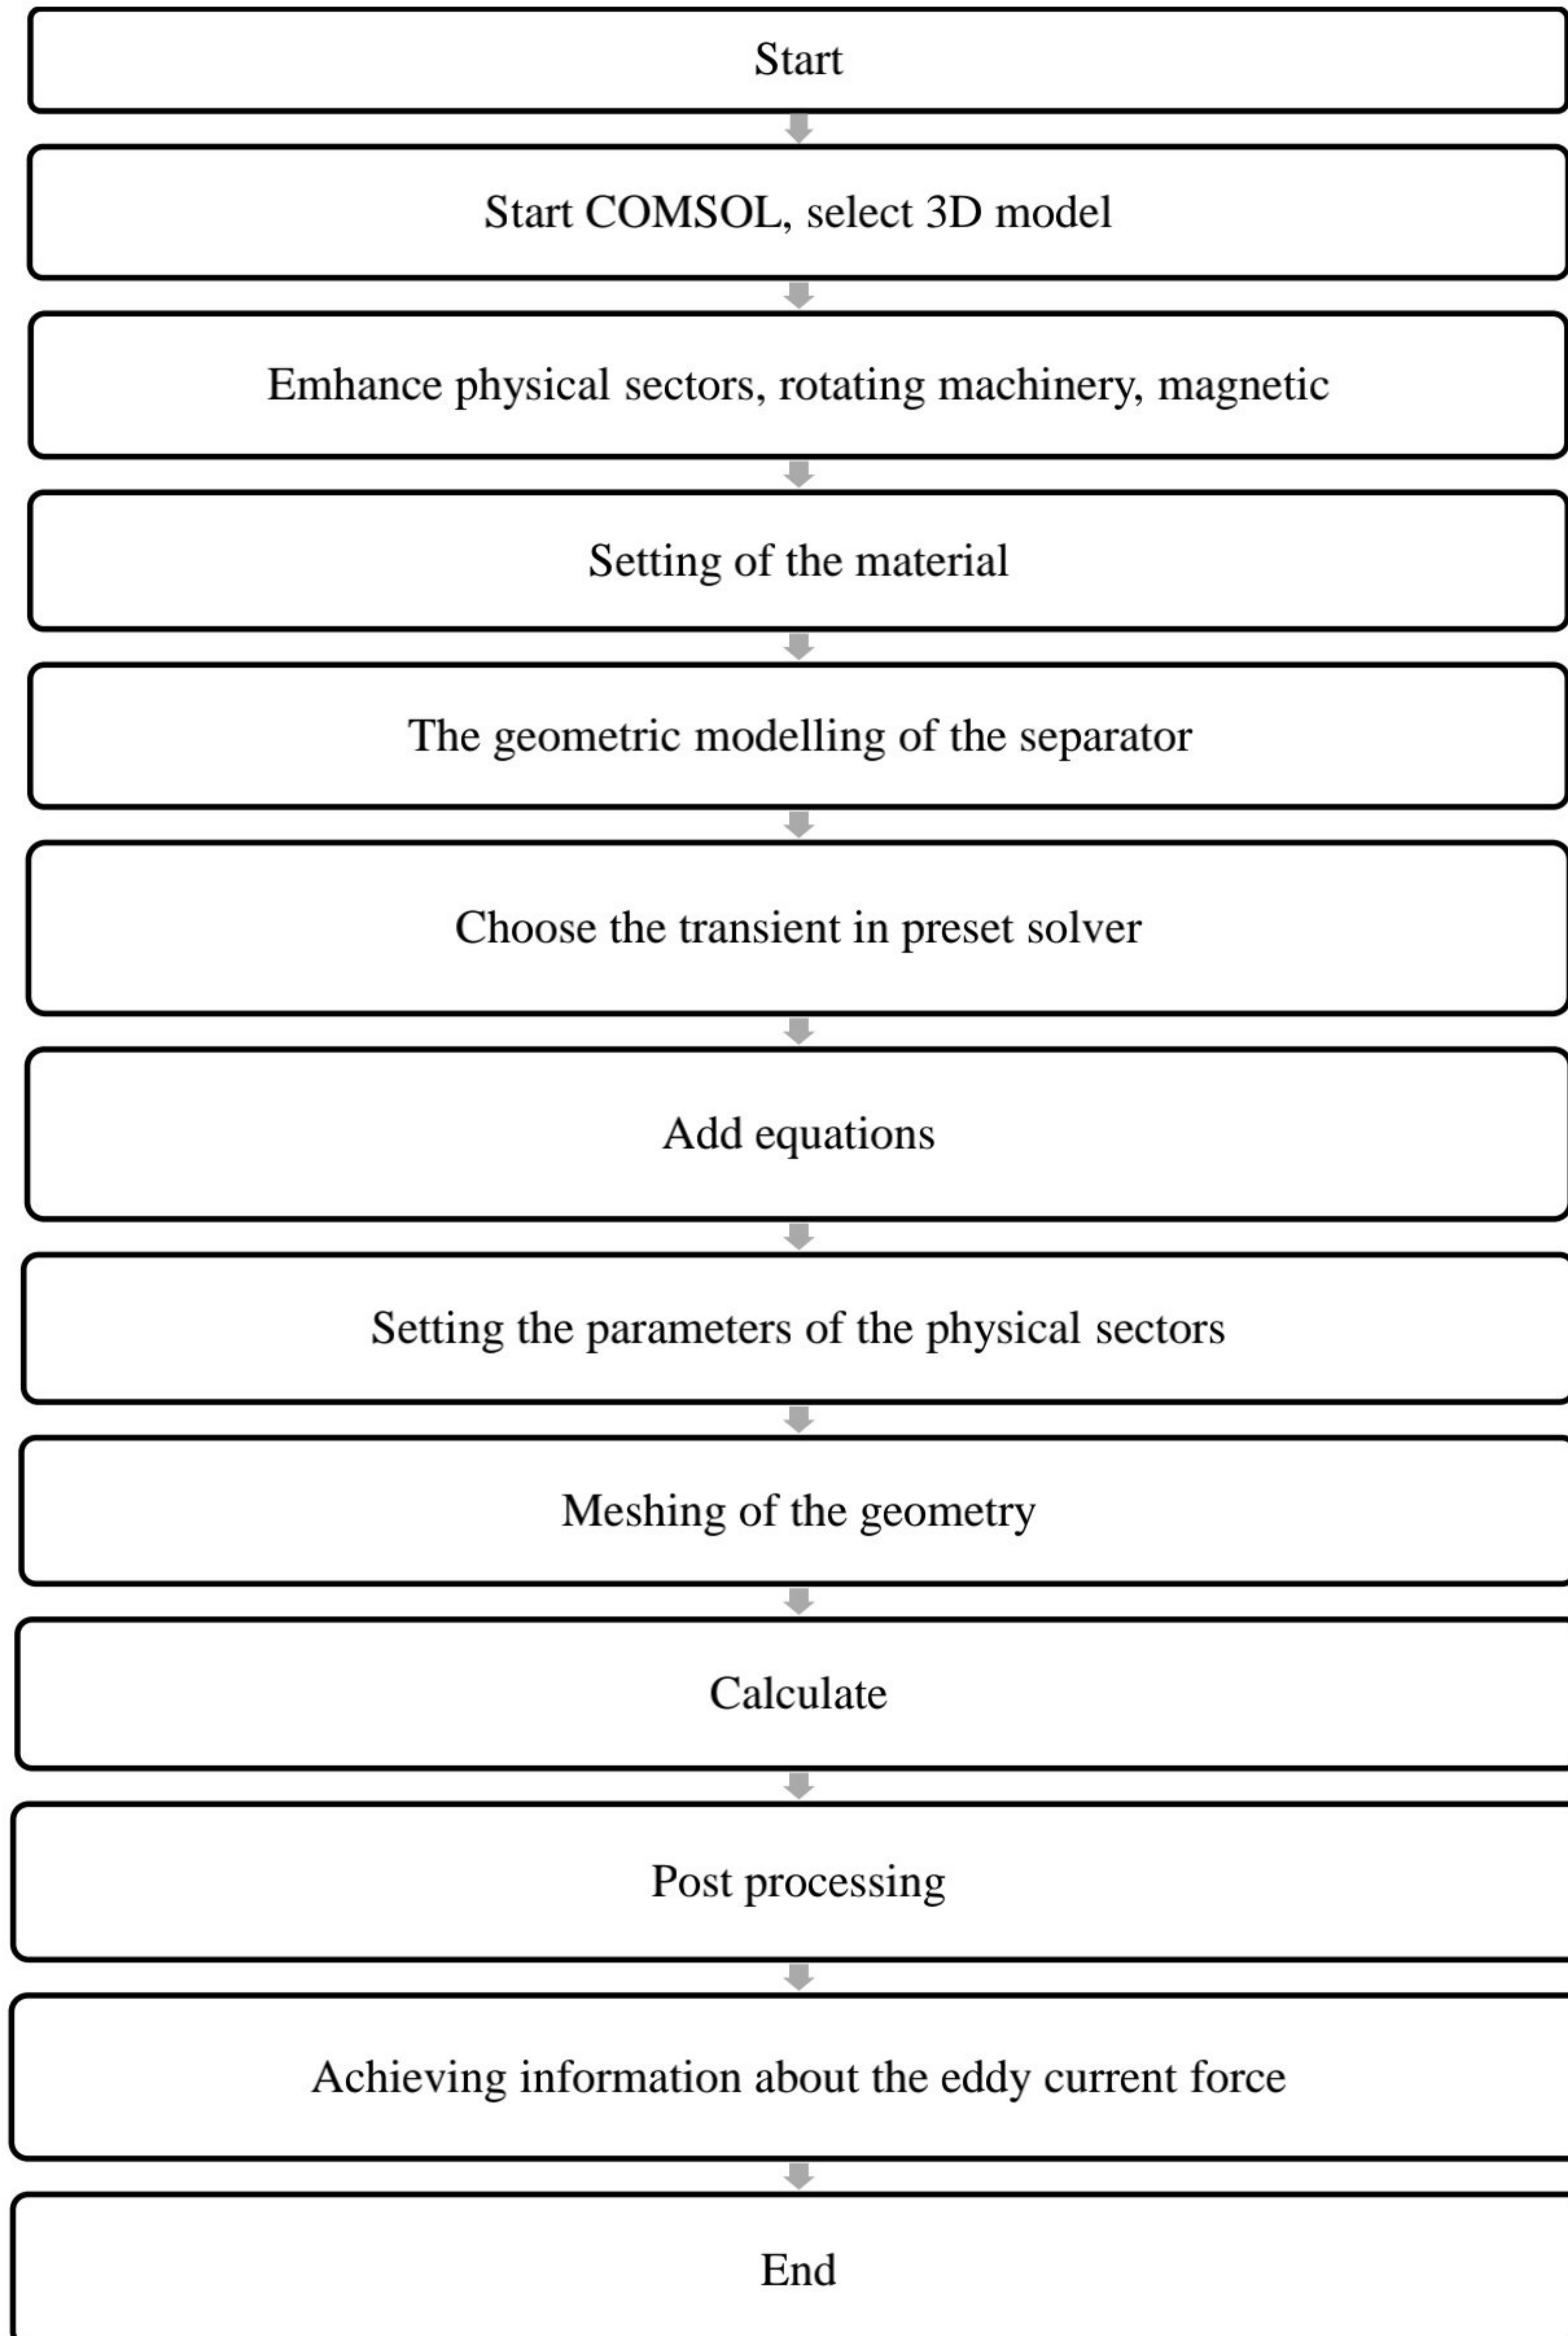 Start
Start COMSOL, select 3D model
Emhance physical sectors, rotating machinery, magnetic
Setting of the material
The geometric modelling of the separator
Choose the transient in preset solver
Add equations
Setting the parameters of the physical sectors
Meshing of the geometry
Calculate
Post processing
Achieving information about the eddy current force
End